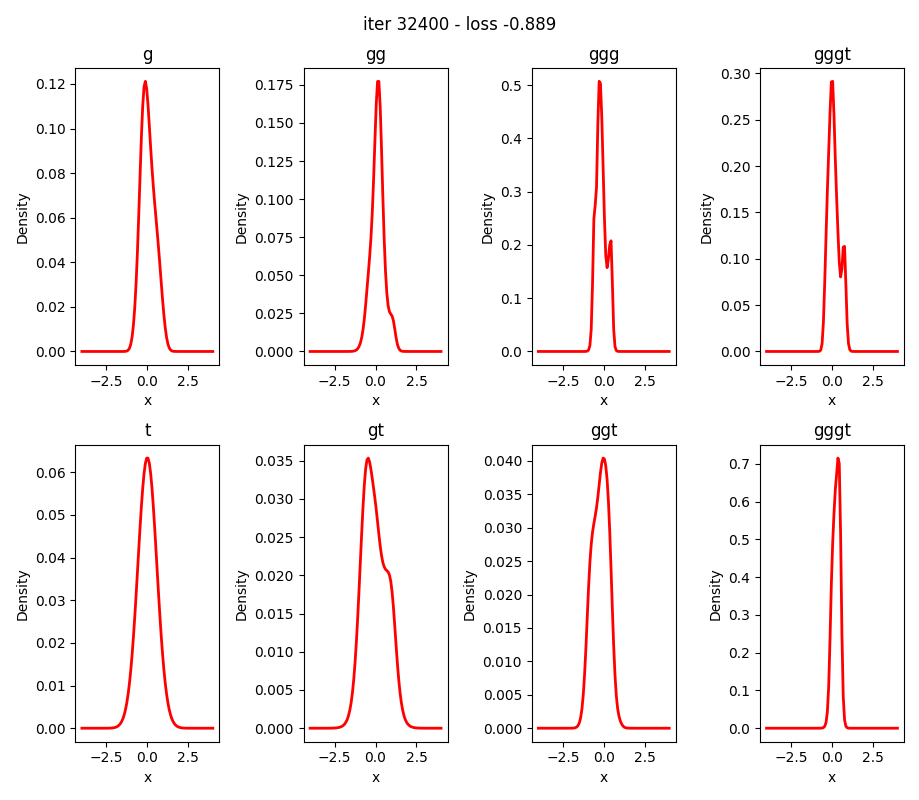 iter 32400 - loss -0.889
g
0.12
0.10
0.08
0.06
0.04
0.02
0.00
Density
−2.5 0.0 2.5
x
gg
0.175
0.150
0.125
0.100
0.075
0.050
0.025
0.000
Density
−2.5 0.0 2.5
x
ggg
0.5
0.4
0.3
0.2
0.1
0.0
Density
−2.5 0.0 2.5
x
gggt
0.30
0.25
0.20
0.15
0.10
0.05
0.00
Density
−2.5 0.0 2.5
x
t
0.06
0.05
0.04
0.03
0.02
0.01
0.00
Density
−2.5 0.0 2.5
x
gt
0.035
0.030
0.025
0.020
0.015
0.010
0.005
0.000
Density
−2.5 0.0 2.5
x
ggt
0.040
0.035
0.030
0.025
0.020
0.015
0.010
0.005
0.000
Density
−2.5 0.0 2.5
x
gggt
0.7
0.6
0.5
0.4
0.3
0.2
0.1
0.0
Density
−2.5 0.0 2.5
x